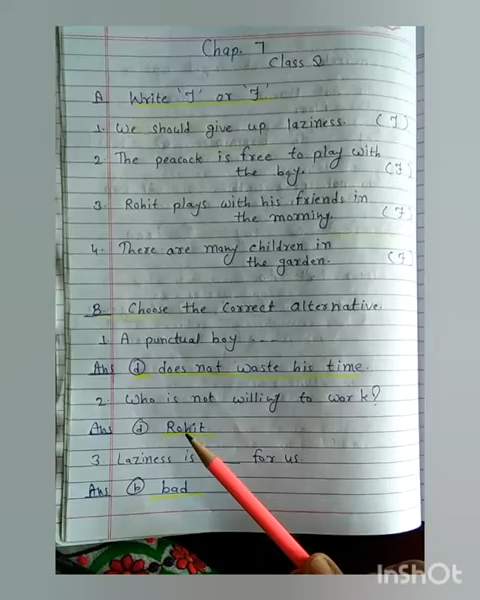 Chap. 7
Class 2
A Write 'T' or 'F'
1. We should give up laziness. (T)
2. The peacock is free to play with
the boy. (F)
3. Rohit plays with his friends in
the morning. (F)
4. There are many children in
the garden. (F)
B. Choose the correct alternative.
1. A punctual boy ....
Ans (d) does not waste his time.
2. Who is not willing to work?
Ans (d) Rohit
3 Laziness is ___ for us
Ans (b) bad
InShOt